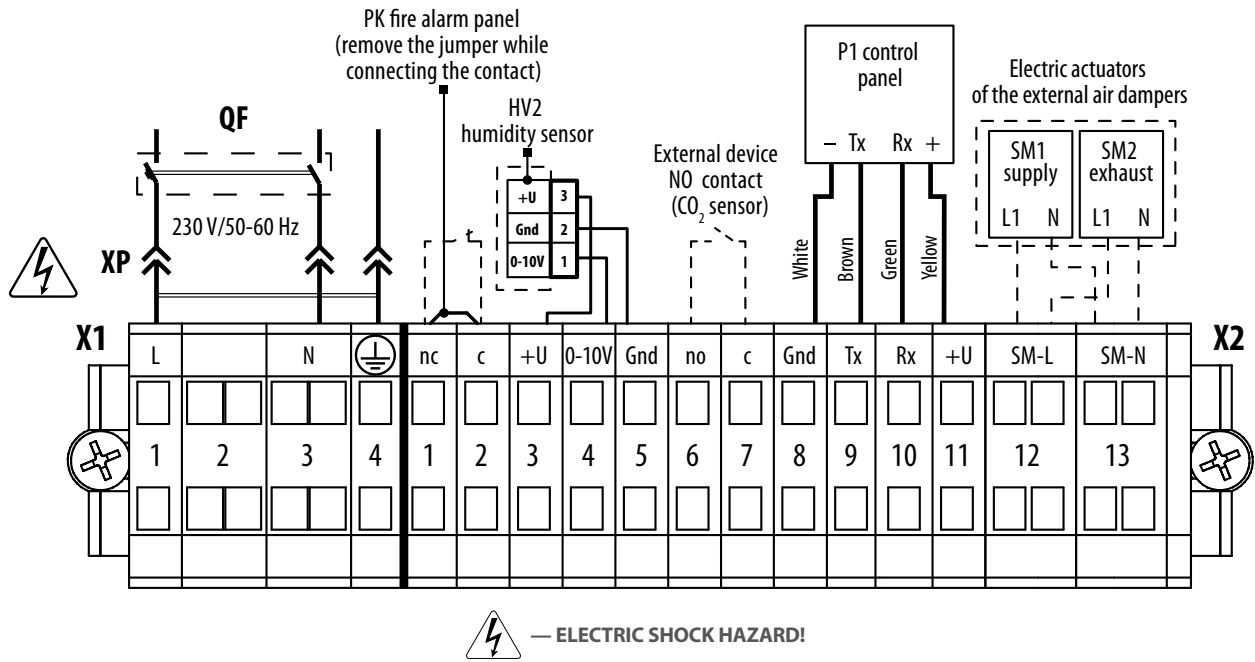 PK fire alarm panel
(remove the jumper while
connecting the contact)
QF
HV2
humidity sensor
P1 control
panel
− Tx Rx +
Electric actuators
of the external air dampers
SM1
supply
L1 N
SM2
exhaust
L1 N
External device
NO contact
(CO2 sensor)
+U 3
Gnd 2
0-10V 1
230 V/50-60 Hz
XP
White
Brown
Green
Yellow
X1
X2
L N nc c +U 0-10V Gnd no c Gnd Tx Rx +U SM-L SM-N
1 2 3 4 1 2 3 4 5 6 7 8 9 10 11 12 13
— ELECTRIC SHOCK HAZARD!